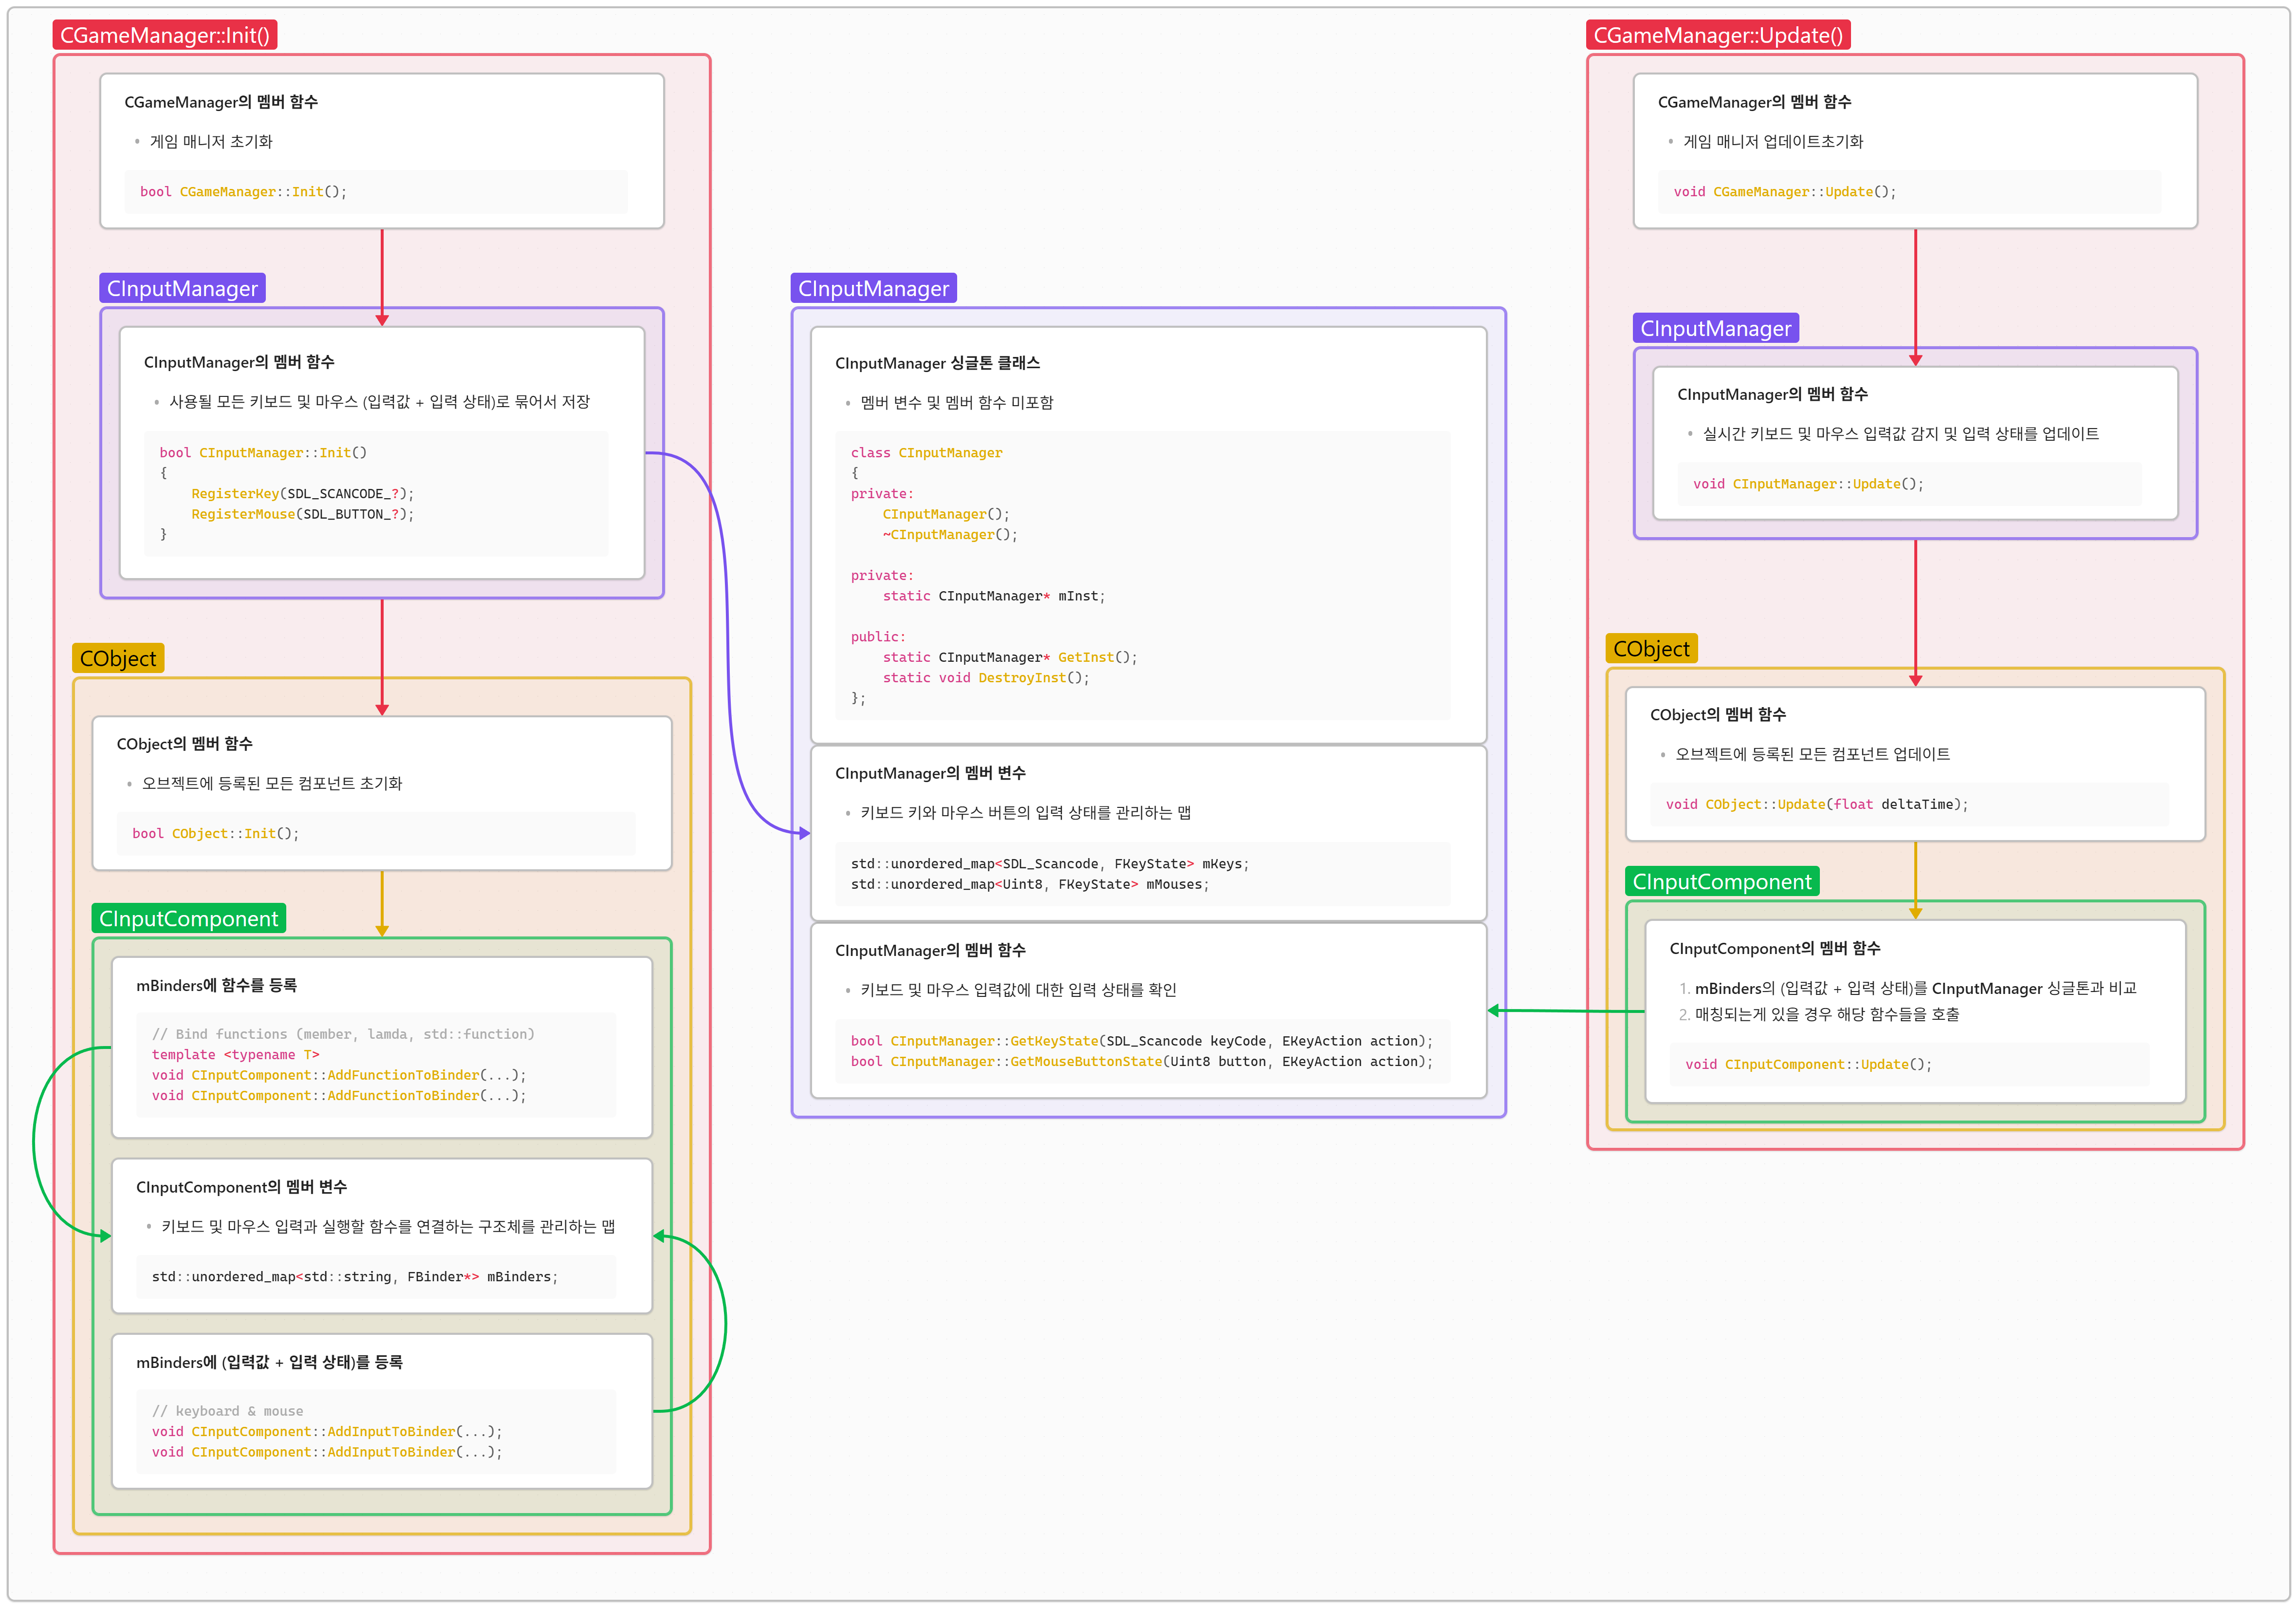 CGameManager::Init()
CGameManager의 멤버 함수
• 게임 매니저 초기화
bool CGameManager::Init();
CInputManager
CInputManager의 멤버 함수
• 사용될 모든 키보드 및 마우스 (입력값 + 입력 상태)로 묶어서 저장
bool CInputManager::Init()
{
    RegisterKey(SDL_SCANCODE_?);
    RegisterMouse(SDL_BUTTON_?);
}
CObject
CObject의 멤버 함수
• 오브젝트에 등록된 모든 컴포넌트 초기화
bool CObject::Init();
CInputComponent
mBinders에 함수를 등록
// Bind functions (member, lamda, std::function)
template <typename T>
void CInputComponent::AddFunctionToBinder(...);
void CInputComponent::AddFunctionToBinder(...);
CInputComponent의 멤버 변수
• 키보드 및 마우스 입력과 실행할 함수를 연결하는 구조체를 관리하는 맵
std::unordered_map<std::string, FBinder*> mBinders;
mBinders에 (입력값 + 입력 상태)를 등록
// keyboard & mouse
void CInputComponent::AddInputToBinder(...);
void CInputComponent::AddInputToBinder(...);
CInputManager
CInputManager 싱글톤 클래스
• 멤버 변수 및 멤버 함수 미포함
class CInputManager
{
private:
    CInputManager();
    ~CInputManager();
private:
    static CInputManager* mInst;
public:
    static CInputManager* GetInst();
    static void DestroyInst();
};
CInputManager의 멤버 변수
• 키보드 키와 마우스 버튼의 입력 상태를 관리하는 맵
std::unordered_map<SDL_Scancode, FKeyState> mKeys;
std::unordered_map<Uint8, FKeyState> mMouses;
CInputManager의 멤버 함수
• 키보드 및 마우스 입력값에 대한 입력 상태를 확인
bool CInputManager::GetKeyState(SDL_Scancode keyCode, EKeyAction action);
bool CInputManager::GetMouseButtonState(Uint8 button, EKeyAction action);
CGameManager::Update()
CGameManager의 멤버 함수
• 게임 매니저 업데이트초기화
void CGameManager::Update();
CInputManager
CInputManager의 멤버 함수
• 실시간 키보드 및 마우스 입력값 감지 및 입력 상태를 업데이트
void CInputManager::Update();
CObject
CObject의 멤버 함수
• 오브젝트에 등록된 모든 컴포넌트 업데이트
void CObject::Update(float deltaTime);
CInputComponent
CInputComponent의 멤버 함수
1. mBinders의 (입력값 + 입력 상태)를 CInputManager 싱글톤과 비교
2. 매칭되는게 있을 경우 해당 함수들을 호출
void CInputComponent::Update();